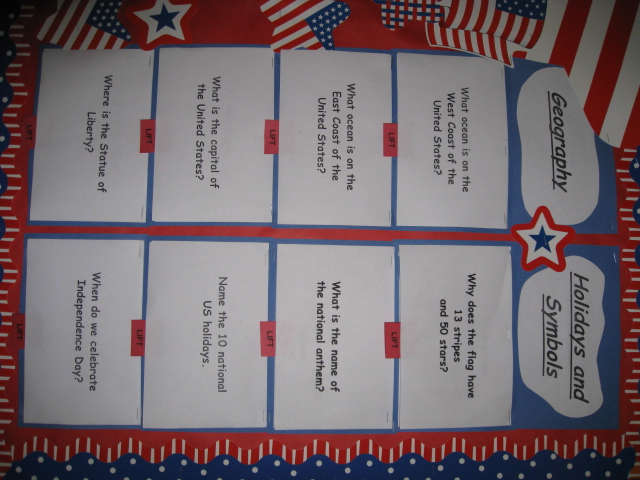 Geography
What ocean is on the
West Coast of the
United States?
LIFT
What ocean is on the
East Coast of the
United States?
LIFT
What is the capital of
the United States?
LIFT
Where is the Statue of
Liberty?
LIFT
Holidays and
Symbols
Why does the flag have
13 stripes
and 50 stars?
LIFT
What is the name of
the national anthem?
LIFT
Name the 10 national
US holidays.
LIFT
When do we celebrate
Independence Day?
LIFT